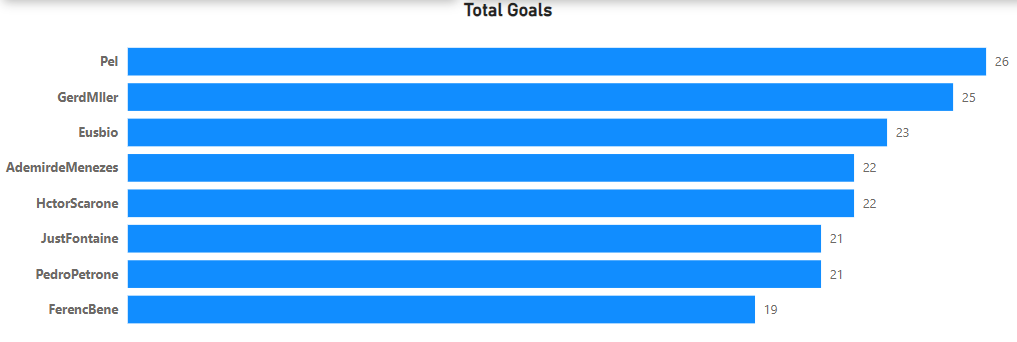 Total Goals
Pel 26
GerdMller 25
Eusbio 23
AdemirdeMenezes 22
HctorScarone 22
JustFontaine 21
PedroPetrone 21
FerencBene 19